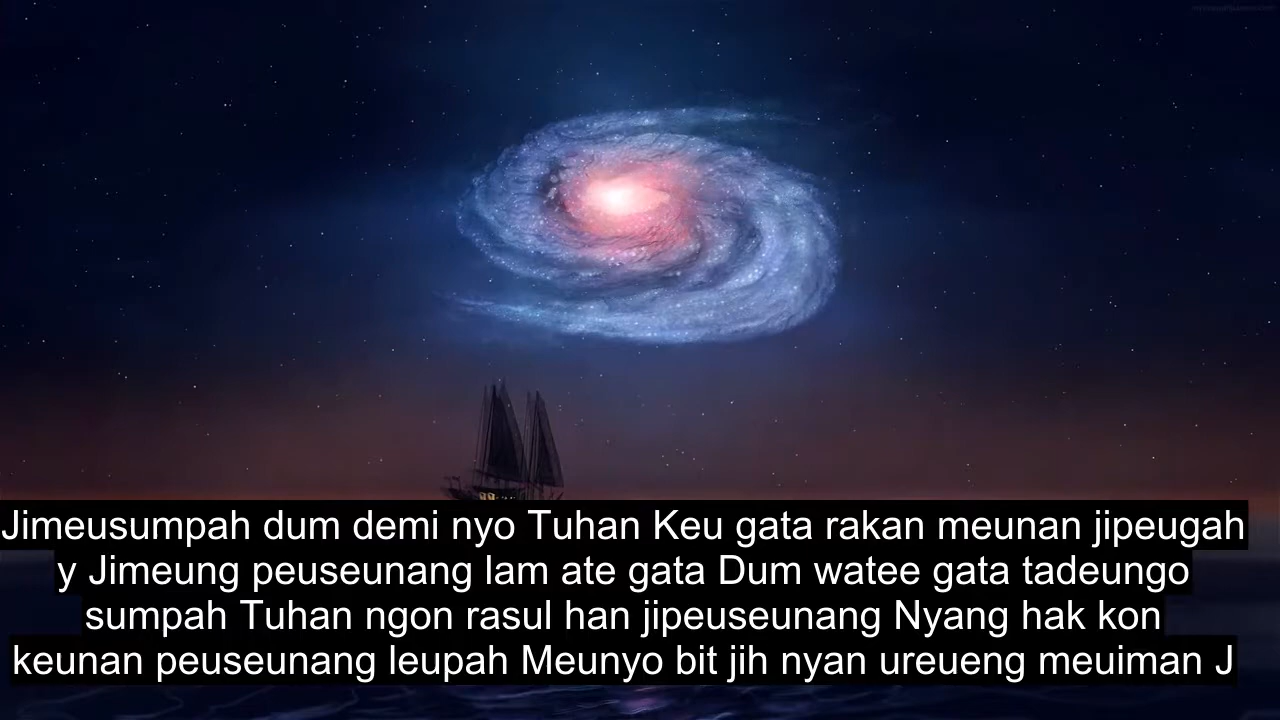 Jimeusumpah dum demi nyo Tuhan Keu gata rakan meunan jipeugah
y Jimeung peuseunang lam ate gata Dum watee gata tadeungo
sumpah Tuhan ngon rasul han jipeuseunang Nyang hak kon
keunan peuseunang leupah Meunyo bit jih nyan ureueng meuiman J